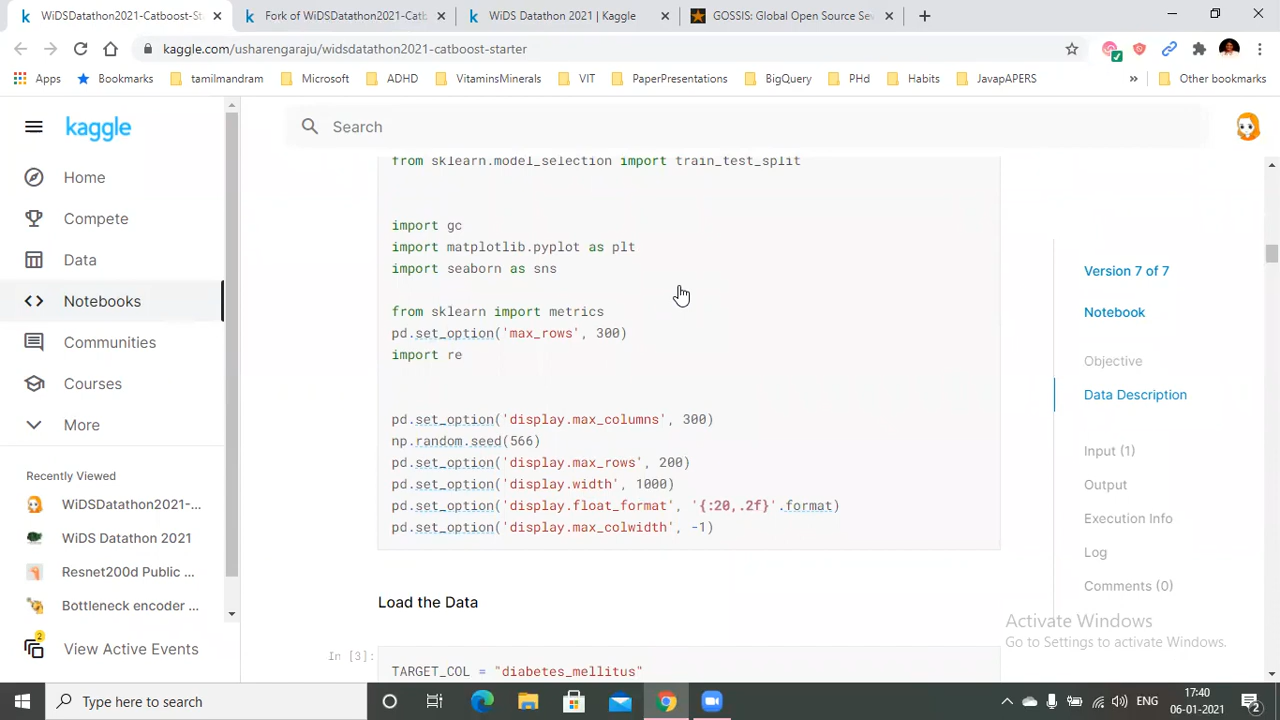 WiDSDatathon2021-Catboost-St
Fork of WiDSDatathon2021-Cat
WiDS Datathon 2021 | Kaggle
GOSSIS: Global Open Source Sev
kaggle.com/usharengaraju/widsdatathon2021-catboost-starter
Apps
Bookmarks
tamilmandram
Microsoft
ADHD
VitaminsMinerals
VIT
PaperPresentations
BigQuery
PHd
Habits
JavapAPERS
»
Other bookmarks
kaggle
Search
Home
Compete
Data
Notebooks
Communities
Courses
More
Recently Viewed
WiDSDatathon2021-...
WiDS Datathon 2021
Resnet200d Public ...
Bottleneck encoder ...
2
View Active Events
from sklearn.model_selection import train_test_split
import gc
import matplotlib.pyplot as plt
import seaborn as sns
from sklearn import metrics
pd.set_option('max_rows', 300)
import re
pd.set_option('display.max_columns', 300)
np.random.seed(566)
pd.set_option('display.max_rows', 200)
pd.set_option('display.width', 1000)
pd.set_option('display.float_format', '{:20,.2f}'.format)
pd.set_option('display.max_colwidth', -1)
Load the Data
In [3]:
TARGET_COL = "diabetes_mellitus"
Version 7 of 7
Notebook
Objective
Data Description
Input (1)
Output
Execution Info
Log
Comments (0)
Activate Windows
Go to Settings to activate Windows.
Type here to search
ENG
17:40
06-01-2021
2